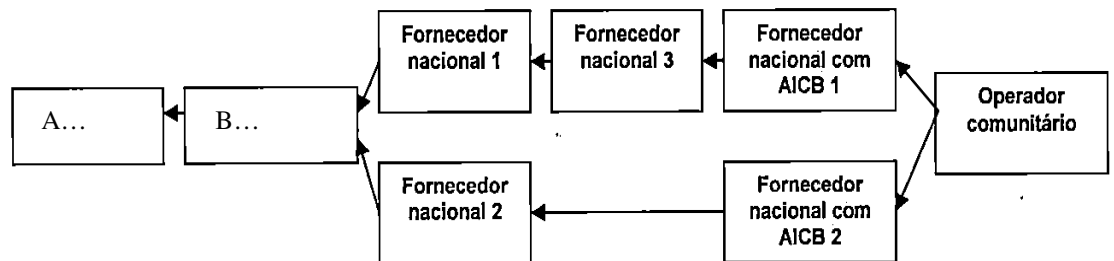 Fornecedor
nacional 1
Fornecedor
nacional 3
Fornecedor
nacional com
AICB 1
A...
B...
Operador
comunitário
Fornecedor
nacional 2
Fornecedor
nacional com
AICB 2